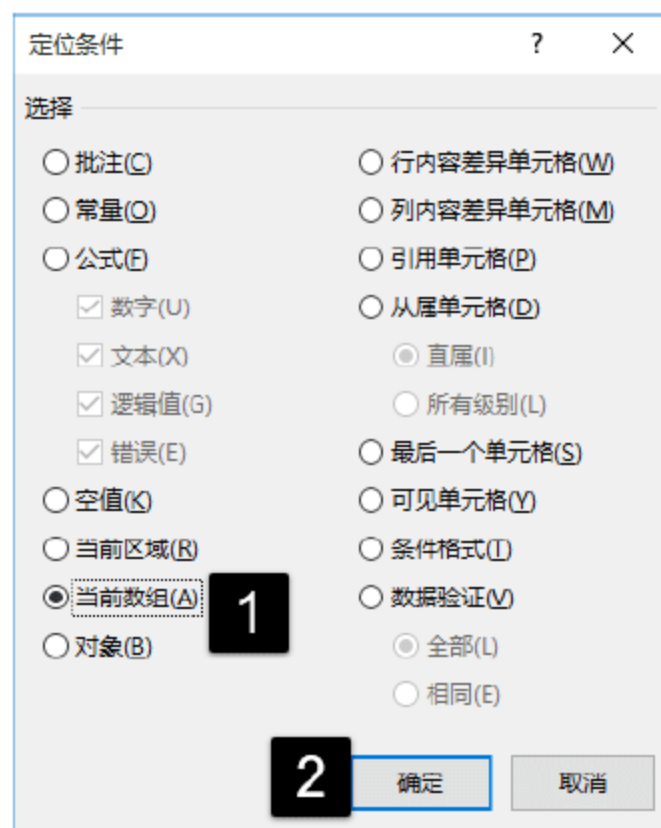 定位条件 ? ×
选择
批注(C)
常量(O)
公式(F)
数字(U)
文本(X)
逻辑值(G)
错误(E)
空值(K)
当前区域(R)
当前数组(A) 1
对象(B)
行内容差异单元格(W)
列内容差异单元格(M)
引用单元格(P)
从属单元格(D)
直属(I)
所有级别(L)
最后一个单元格(S)
可见单元格(Y)
条件格式(T)
数据验证(V)
全部(L)
相同(E)
2 确定 取消